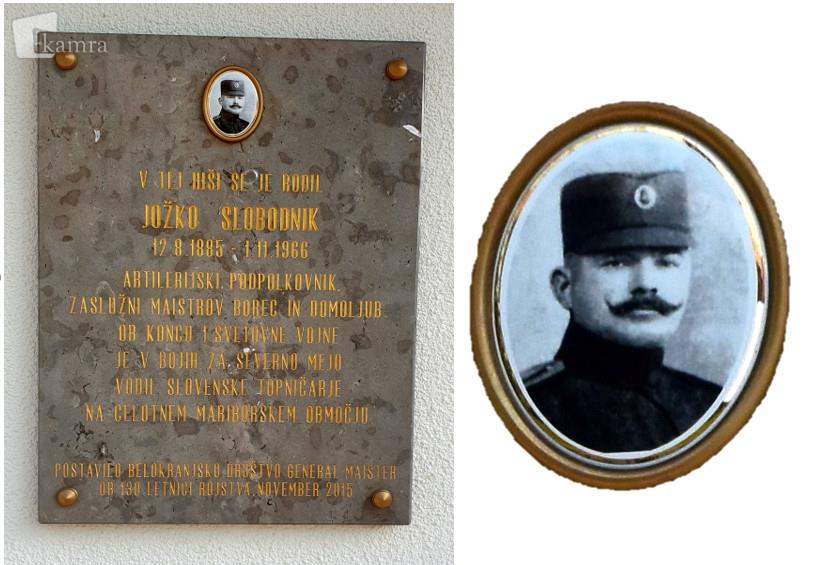 kamra
V TEJ HIŠI SE JE RODIL
JOŽKO SLOBODNIK
12.8.1885 - 1.11.1966
ARTILERIJSKI PODPOLKOVNIK,
ZASLUŽNI MAISTROV BOREC IN DOMOLJUB.
OB KONCU I.SVETOVNE VOJNE
JE V BOJIH ZA SEVERNO MEJO
VODIL SLOVENSKE TOPNIČARJE
NA CELOTNEM MARIBORSKEM OBMOČJU.
POSTAVILO BELOKRANJSKO DRUŠTVO GENERAL MAISTER
OB 130 LETNICI ROJSTVA, NOVEMBER 2015